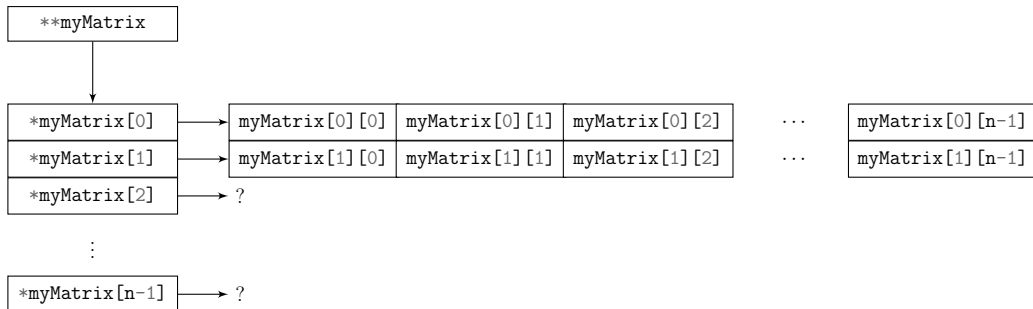 **myMatrix
*myMatrix[0] myMatrix[0][0] myMatrix[0][1] myMatrix[0][2] ... myMatrix[0][n-1]
*myMatrix[1] myMatrix[1][0] myMatrix[1][1] myMatrix[1][2] ... myMatrix[1][n-1]
*myMatrix[2] ?
⋮
*myMatrix[n-1] ?